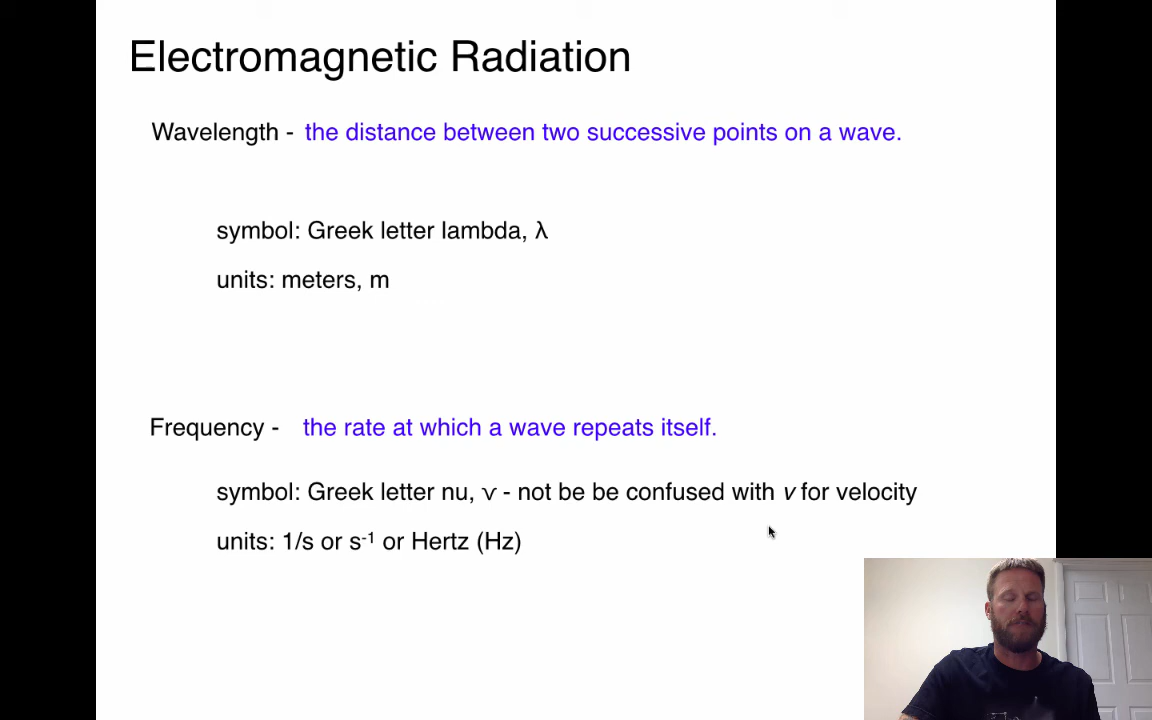 Electromagnetic Radiation
Wavelength - the distance between two successive points on a wave.
symbol: Greek letter lambda, λ
units: meters, m
Frequency - the rate at which a wave repeats itself.
symbol: Greek letter nu, ν - not be be confused with v for velocity
units: 1/s or s⁻¹ or Hertz (Hz)